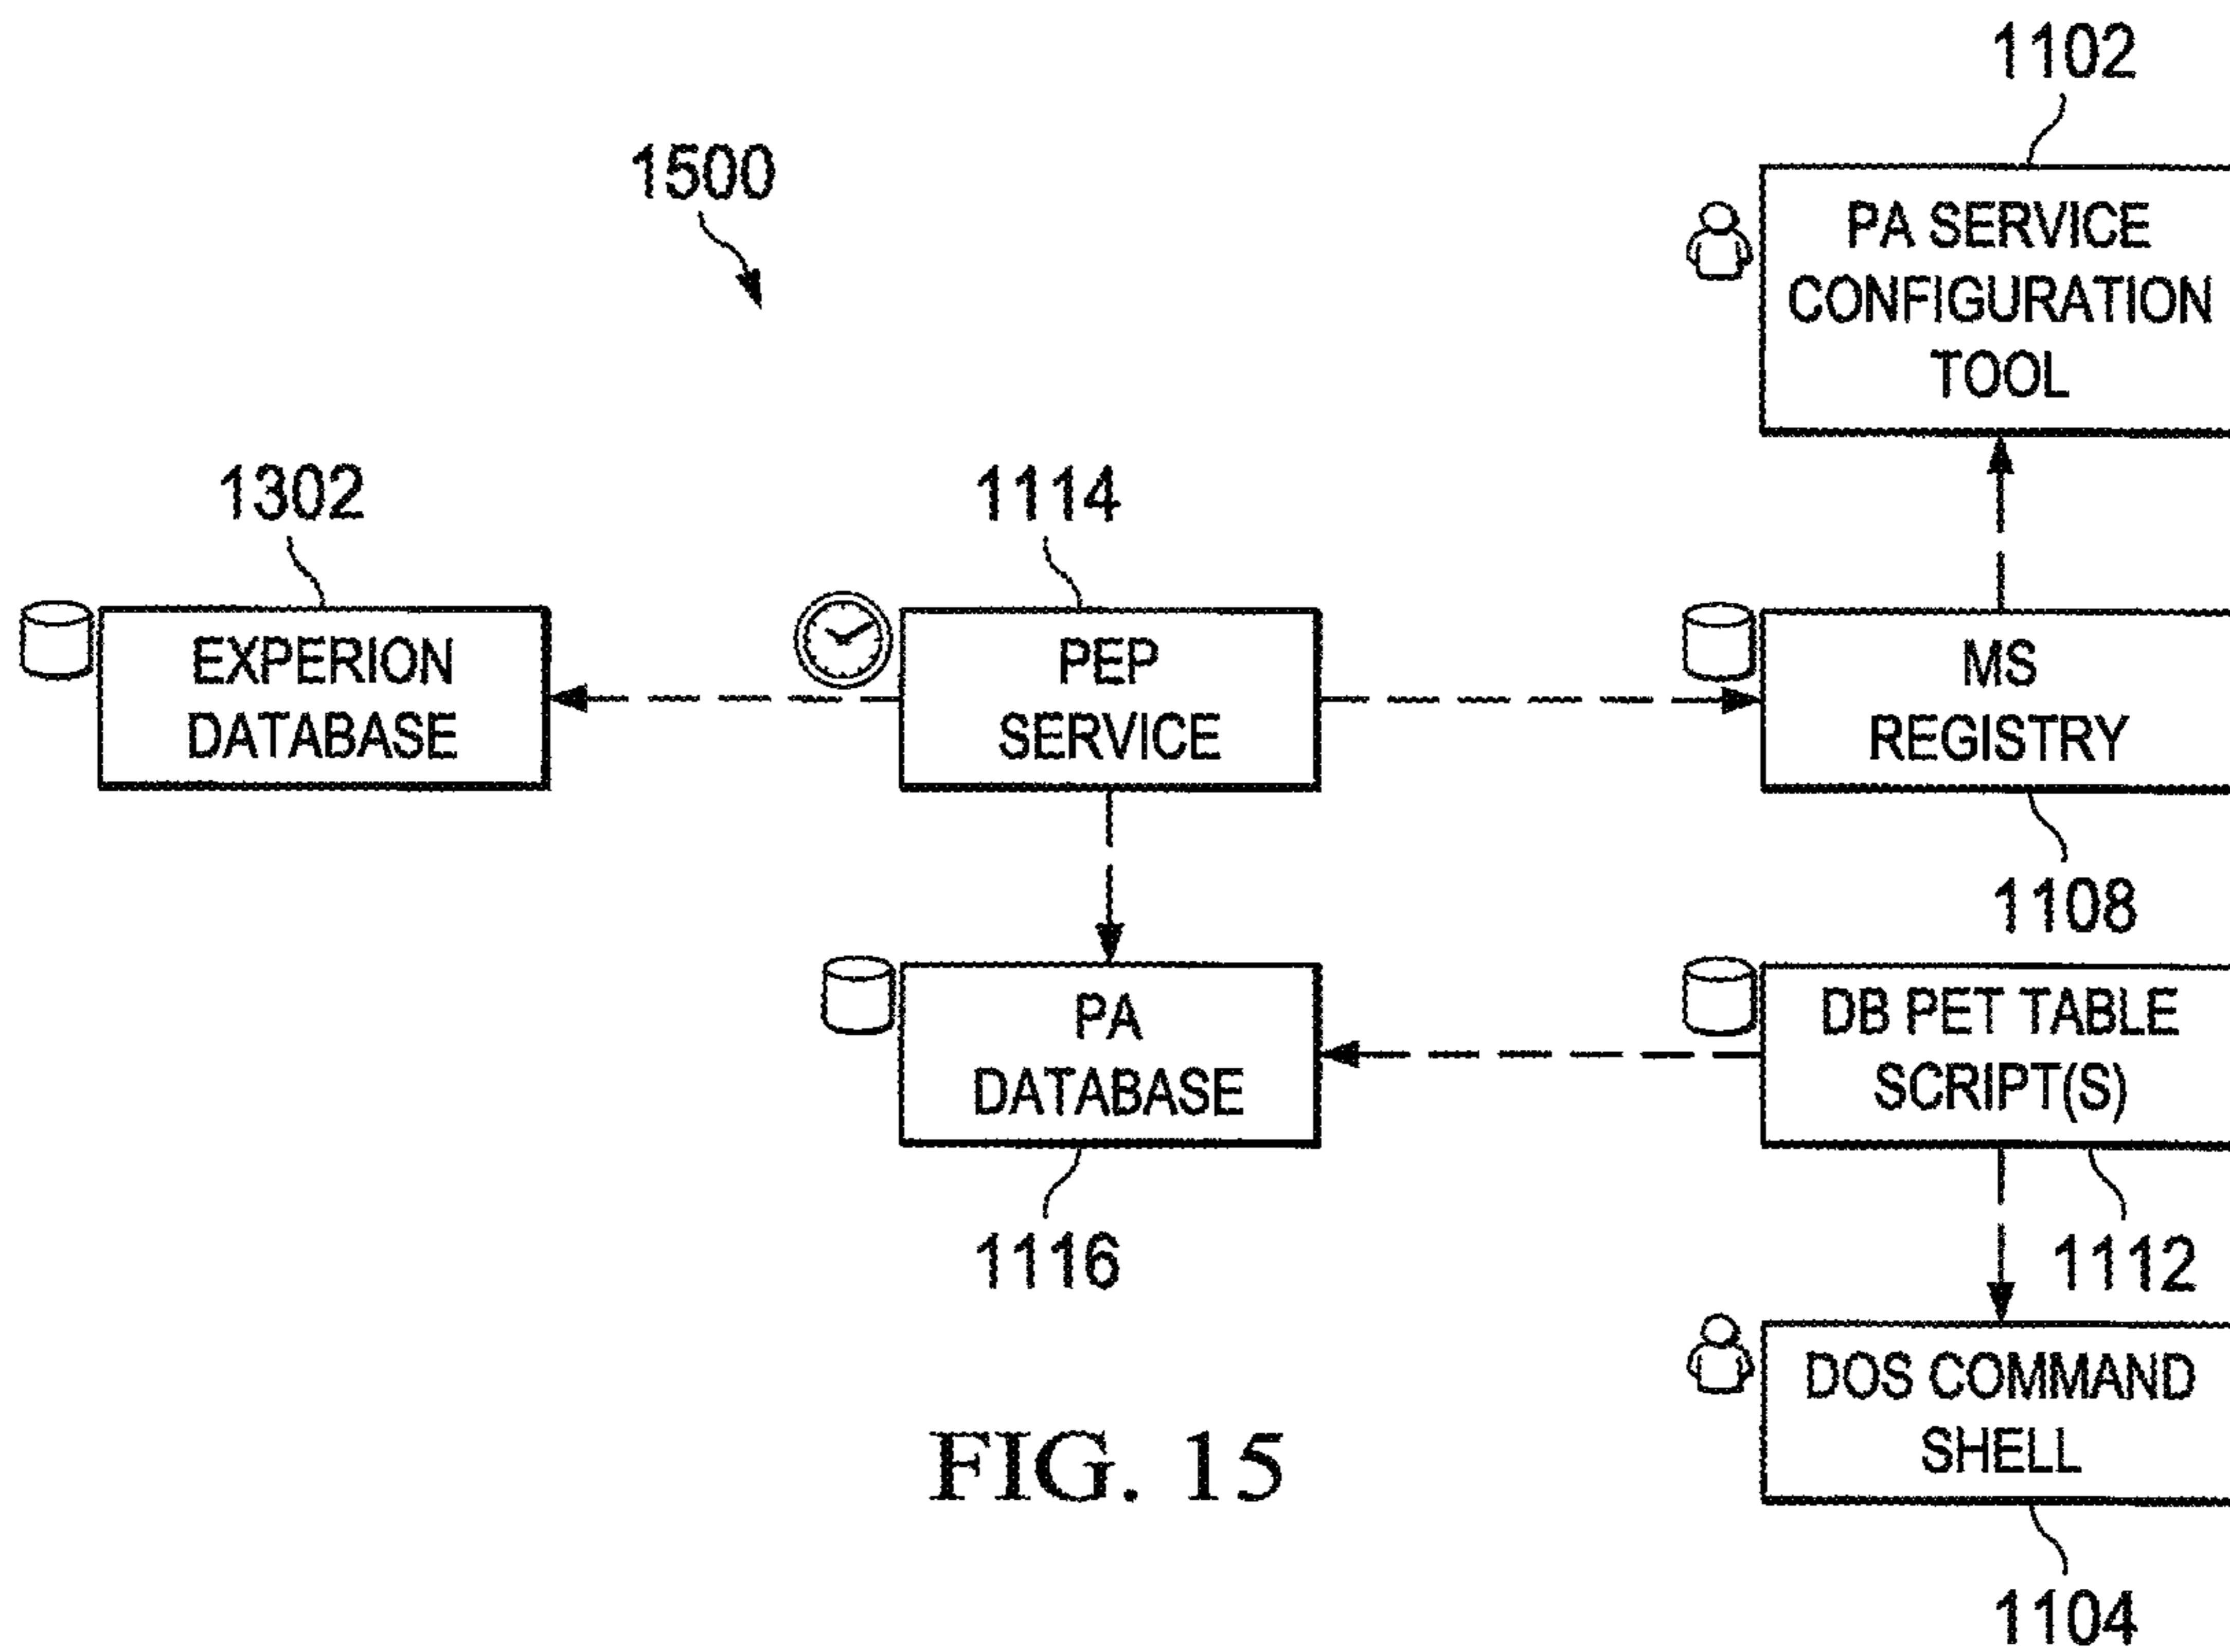 1102
1500
PA SERVICE
CONFIGURATION
TOOL
1302
1114
EXPERION
DATABASE
PEP
SERVICE
MS
REGISTRY
1108
PA
DATABASE
DB PET TABLE
SCRIPT(S)
1116
1112
DOS COMMAND
SHELL
FIG. 15
1104